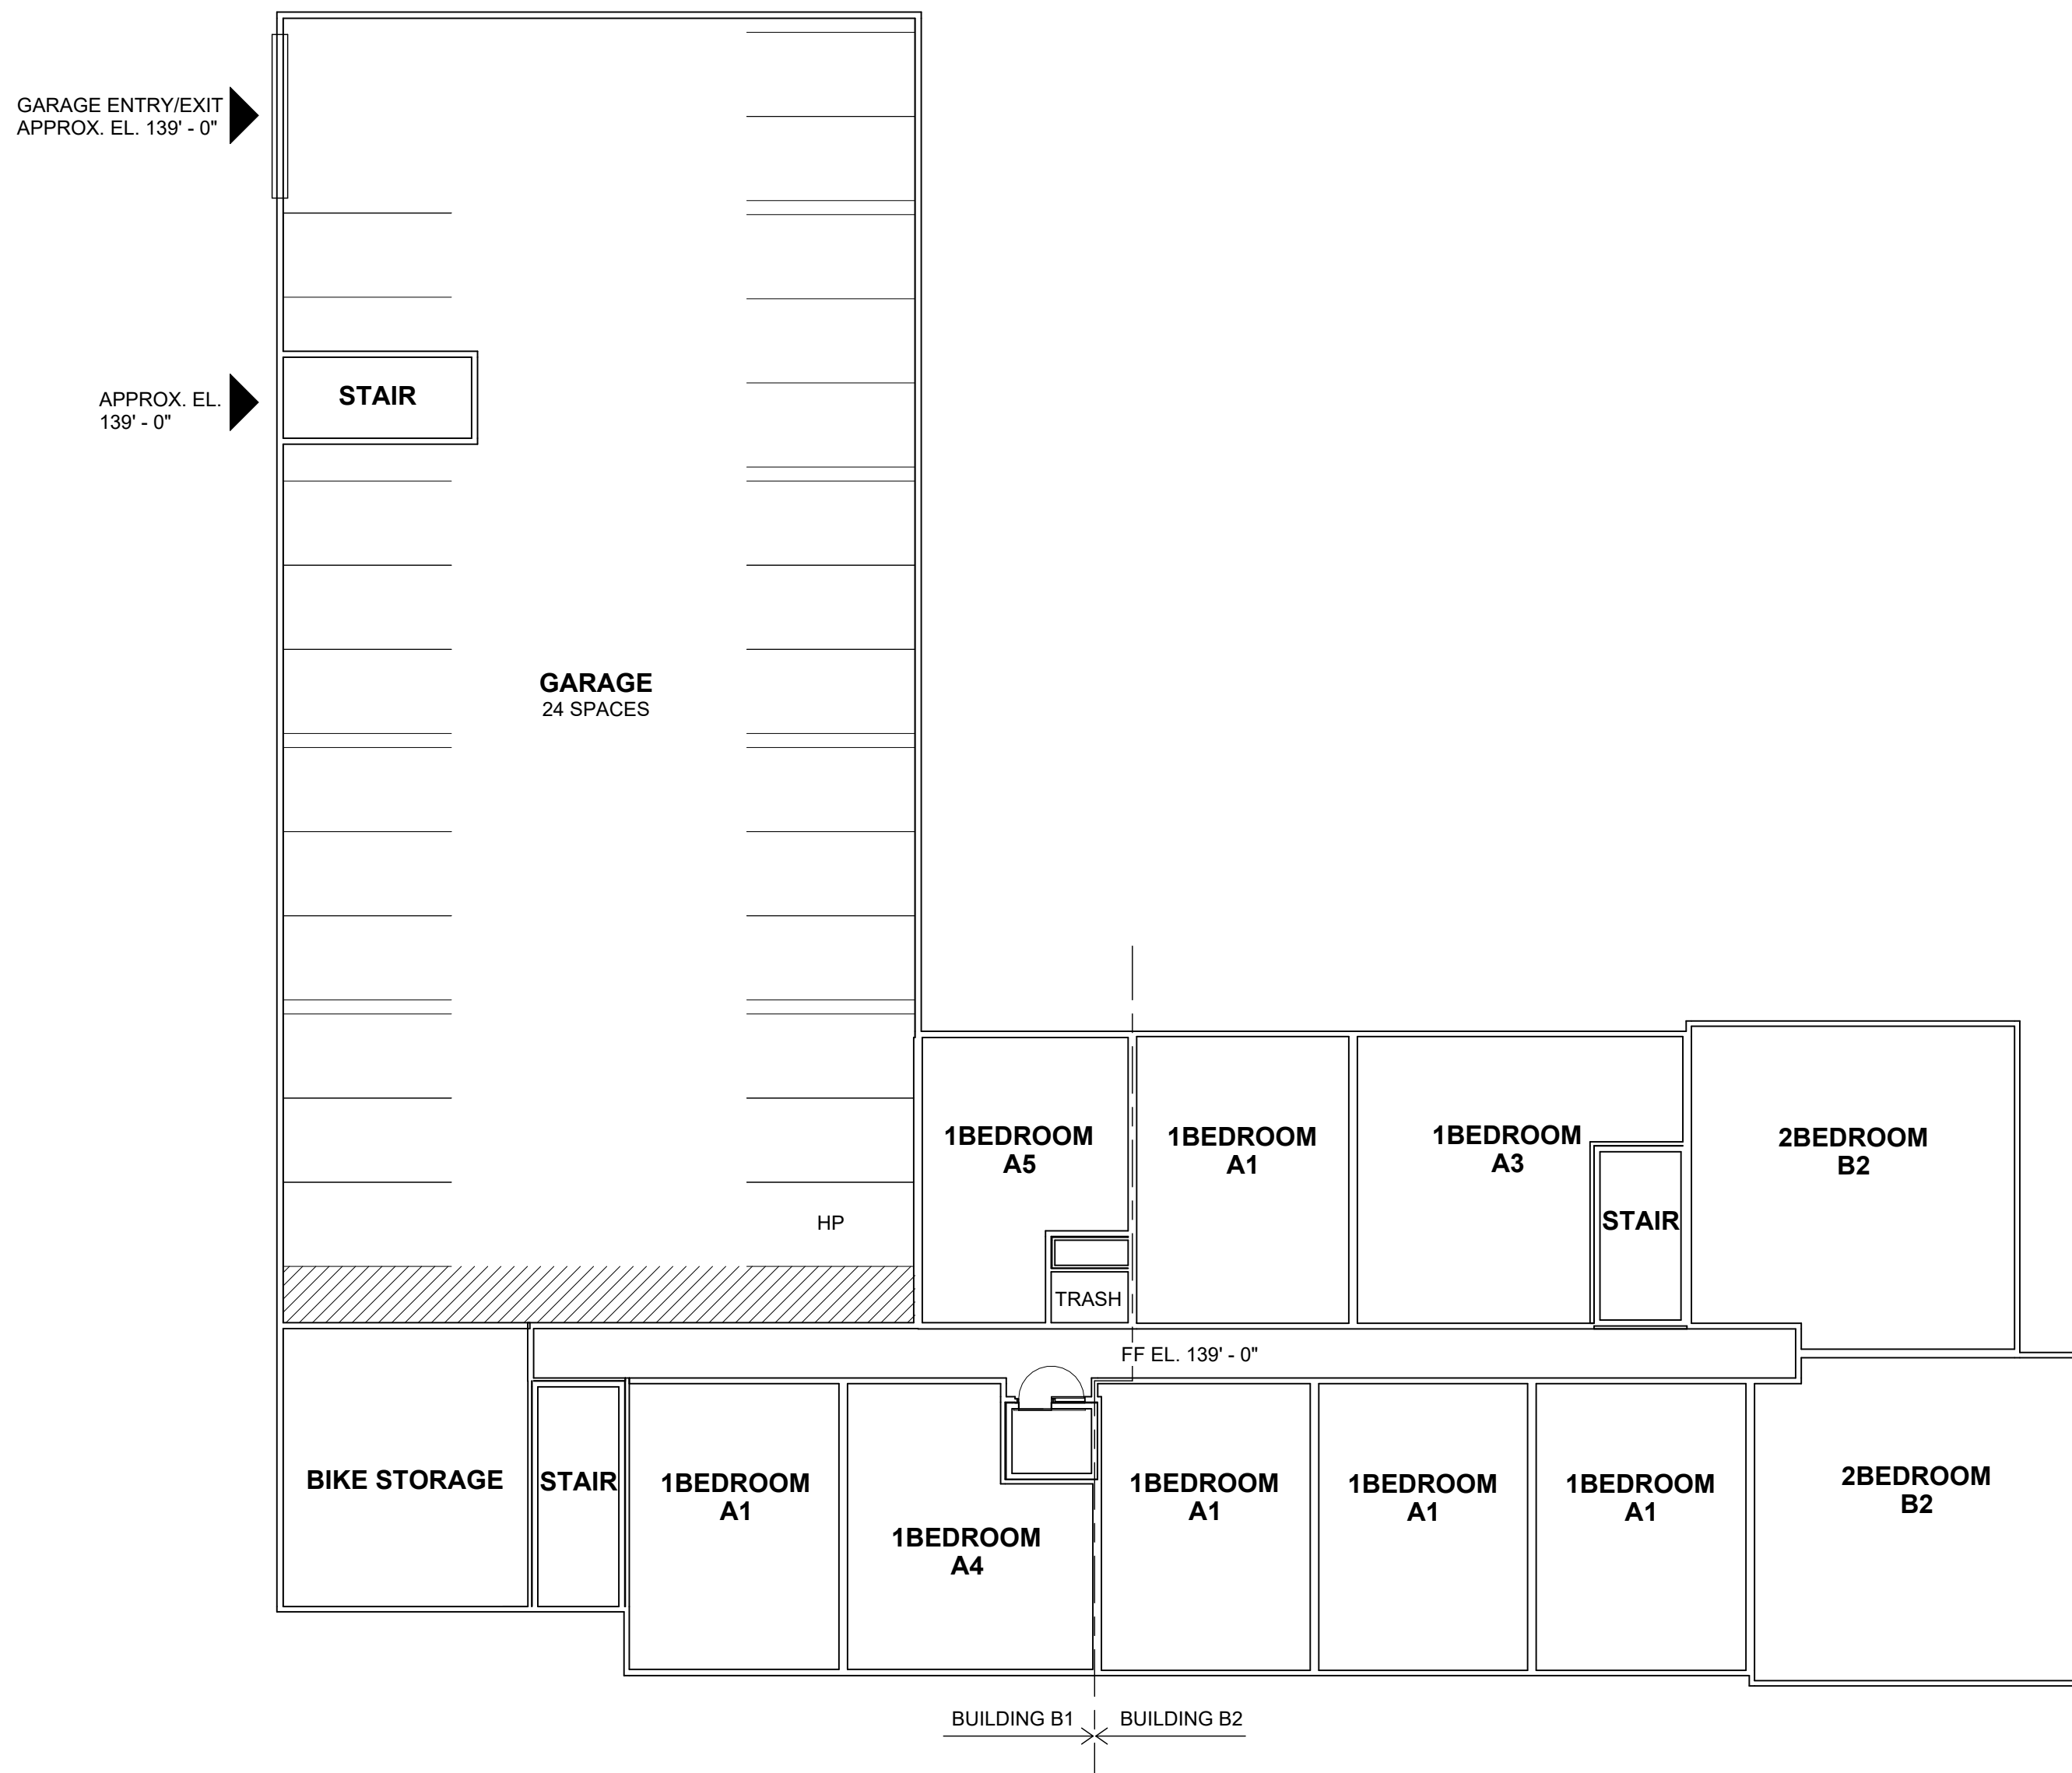 GARAGE ENTRY/EXIT
APPROX. EL. 139' - 0"
STAIR
APPROX. EL.
139' - 0"
GARAGE
24 SPACES
1BEDROOM
A5
1BEDROOM
A1
1BEDROOM
A3
2BEDROOM
B2
HP
STAIR
TRASH
FF EL. 139' - 0"
BIKE STORAGE
STAIR
1BEDROOM
A1
1BEDROOM
A4
1BEDROOM
A1
1BEDROOM
A1
1BEDROOM
A1
2BEDROOM
B2
BUILDING B1
BUILDING B2